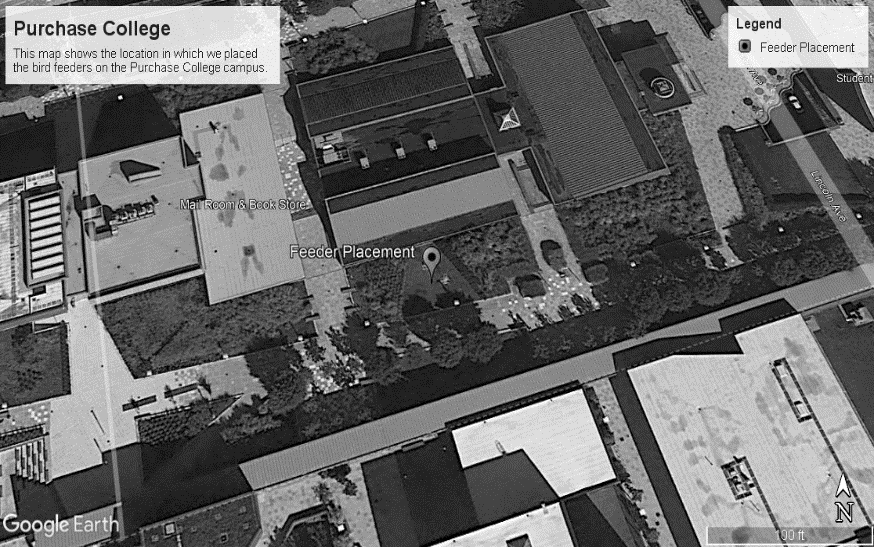 Purchase College
This map shows the location in which we placed
the bird feeders on the Purchase College campus.
Legend
Feeder Placement
Student
Lincoln Ave
Mail Room & Book Store
Feeder Placement
N
Google Earth
100 ft